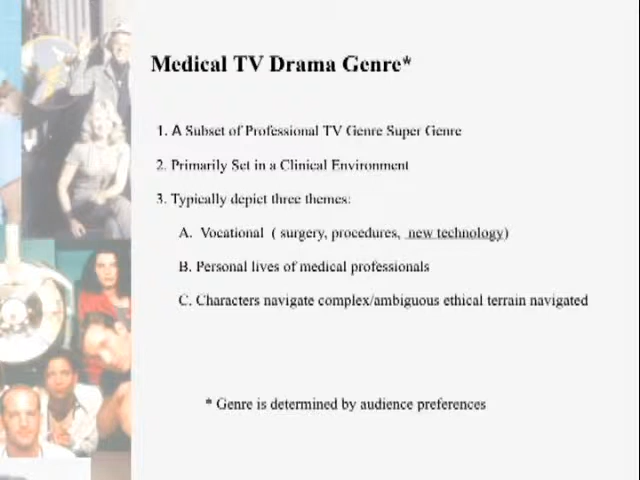 Medical TV Drama Genre*
1. A Subset of Professional TV Genre Super Genre
2. Primarily Set in a Clinical Environment
3. Typically depict three themes:
A. Vocational ( surgery, procedures, new technology)
B. Personal lives of medical professionals
C. Characters navigate complex/ambiguous ethical terrain navigated
* Genre is determined by audience preferences